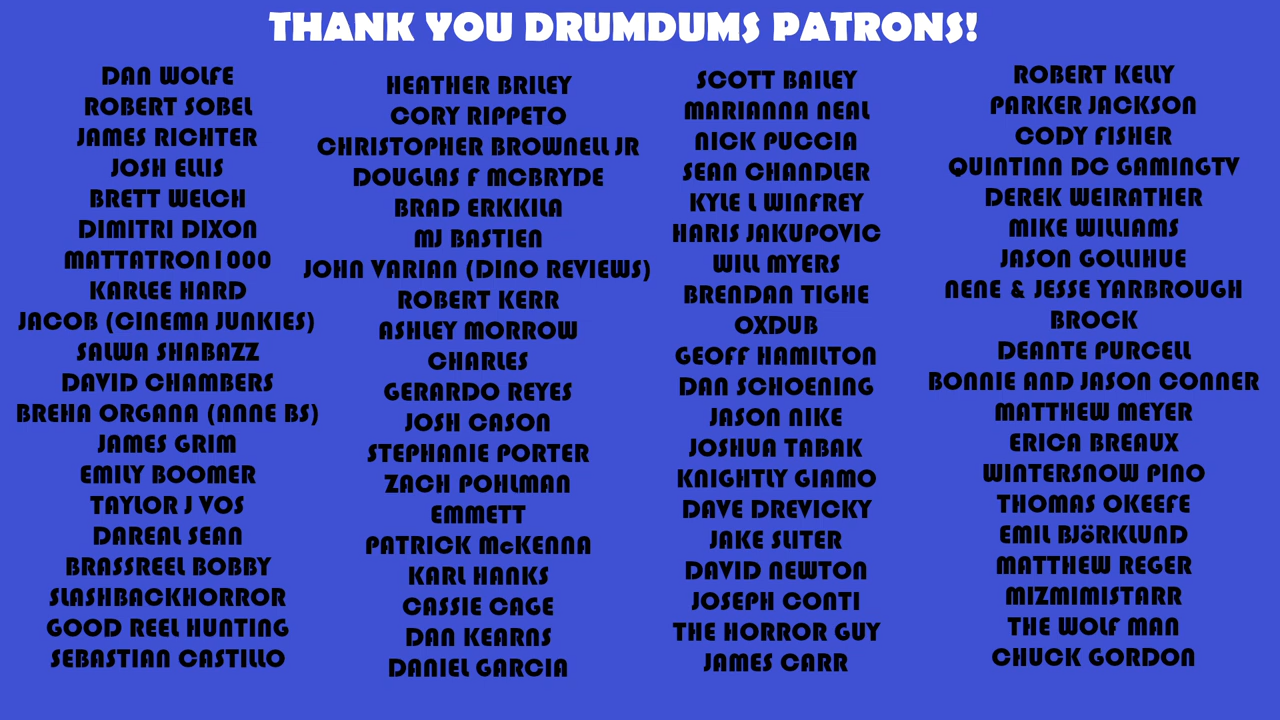 THANK YOU DRUMDUMS PATRONS!
DAN WOLFE
ROBERT SOBEL
JAMES RICHTER
JOSH ELLIS
BRETT WELCH
DIMITRI DIXON
MATTATRON1000
KARLEE HARD
JACOB (CINEMA JUNKIES)
SALWA SHABAZZ
DAVID CHAMBERS
BREHA ORGANA (ANNE BS)
JAMES GRIM
EMILY BOOMER
TAYLOR J VOS
DAREAL SEAN
BRASSREEL BOBBY
SLASHBACKHORROR
GOOD REEL HUNTING
SEBASTIAN CASTILLO
HEATHER BRILEY
CORY RIPPETO
CHRISTOPHER BROWNELL JR
DOUGLAS F MCBRYDE
BRAD ERKKILA
MJ BASTIEN
JOHN VARIAN (DINO REVIEWS)
ROBERT KERR
ASHLEY MORROW
CHARLES
GERARDO REYES
JOSH CASON
STEPHANIE PORTER
ZACH POHLMAN
EMMETT
PATRICK McKENNA
KARL HANKS
CASSIE CAGE
DAN KEARNS
DANIEL GARCIA
SCOTT BAILEY
MARIANNA NEAL
NICK PUCCIA
SEAN CHANDLER
KYLE L WINFREY
HARIS JAKUPOVIC
WILL MYERS
BRENDAN TIGHE
OXDUB
GEOFF HAMILTON
DAN SCHOENING
JASON NIKE
JOSHUA TABAK
KNIGHTLY GIAMO
DAVE DREVICKY
JAKE SLITER
DAVID NEWTON
JOSEPH CONTI
THE HORROR GUY
JAMES CARR
ROBERT KELLY
PARKER JACKSON
CODY FISHER
QUINTINN DC GAMINGTV
DEREK WEIRATHER
MIKE WILLIAMS
JASON GOLLIHUE
NENE & JESSE YARBROUGH
BROCK
DEANTE PURCELL
BONNIE AND JASON CONNER
MATTHEW MEYER
ERICA BREAUX
WINTERSNOW PINO
THOMAS OKEEFE
EMIL BJöRKLUND
MATTHEW REGER
MIZMIMISTARR
THE WOLF MAN
CHUCK GORDON